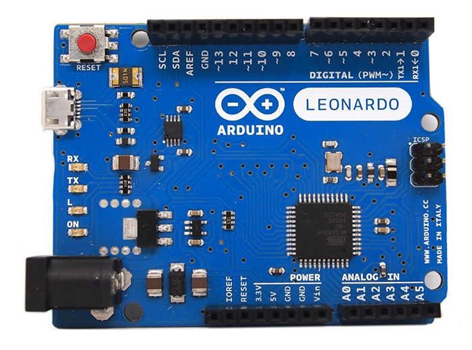 RESET
SCL
SDA
AREF
GND
~13
12
~11
~10
~9
8
7
~6
~5
4
~3
2
TX→1
RX←0
DIGITAL (PWM~)
ARDUINO
LEONARDO
ICSP
RX
TX
L
ON
WWW.ARDUINO.CC
MADE IN ITALY
POWER
ANALOG IN
IOREF
RESET
3.3V
5V
GND
GND
Vin
A0
A1
A2
A3
A4
A5